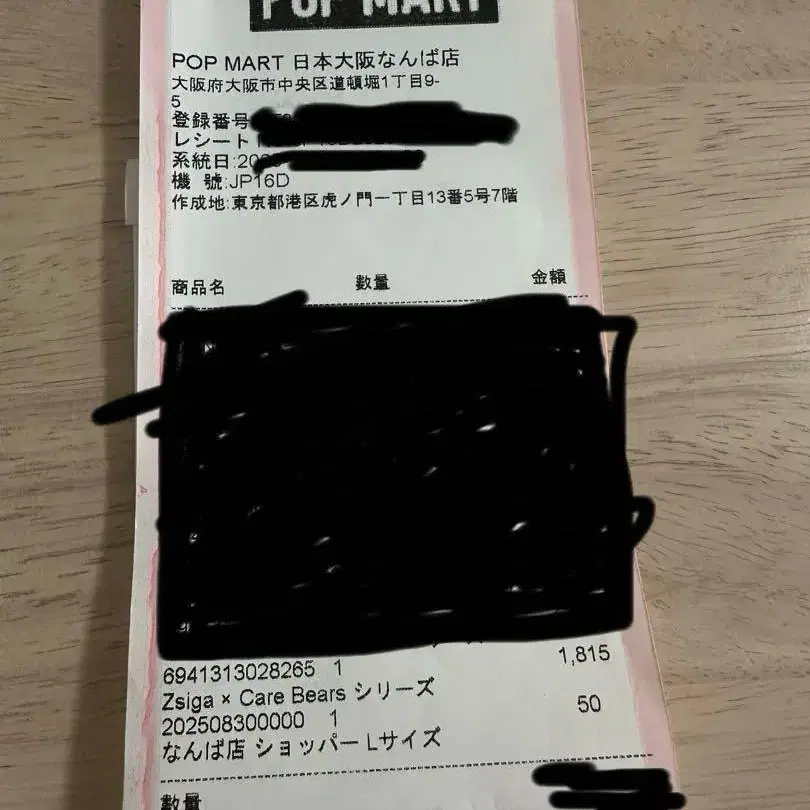 POP MART
POP MART 日本大阪なんば店
大阪府大阪市中央区道頓堀1丁目9-
5
登録番号
レシート
系統日:20
機 號:JP16D
作成地:東京都港区虎ノ門一丁目13番5号7階
商品名 數量 金額
6941313028265 1 1,815
Zsiga × Care Bears シリーズ
202508300000 1 50
なんば店 ショッパー Lサイズ
數量